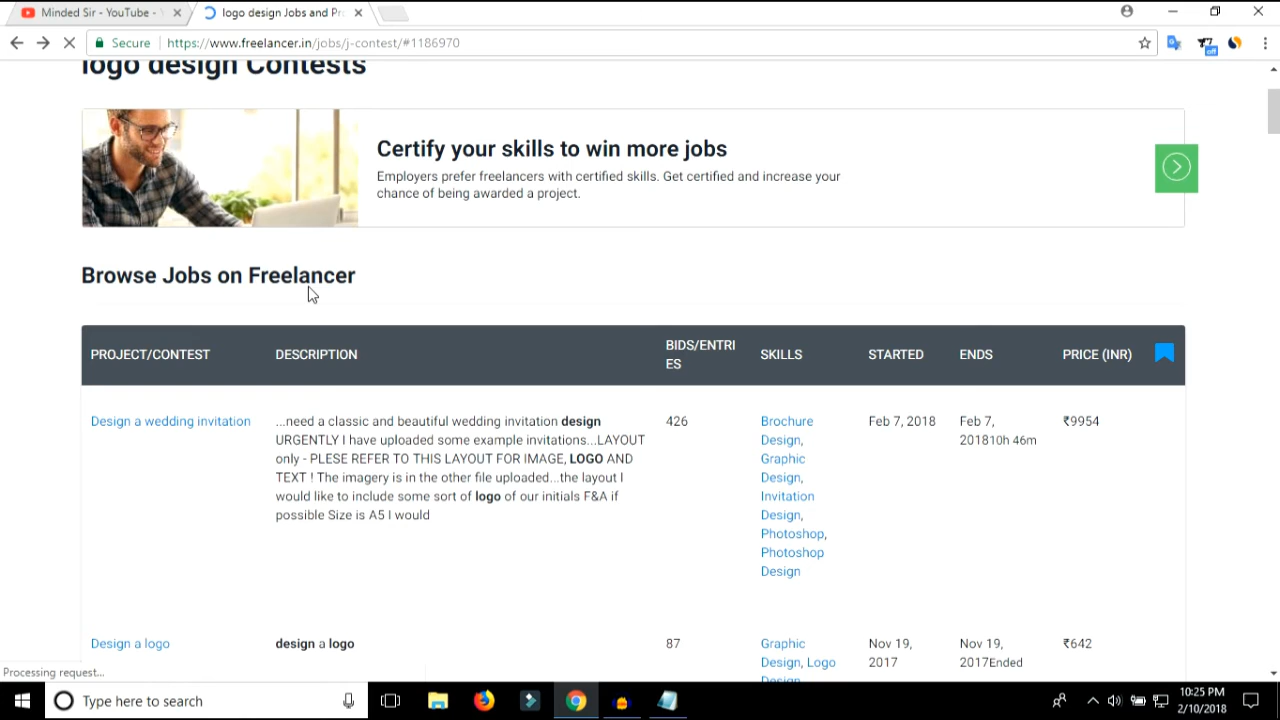 Minded Sir - YouTube -
logo design Jobs and Pro
Secure
https://www.freelancer.in/jobs/j-contest/#1186970
off
logo design Contests
Certify your skills to win more jobs
Employers prefer freelancers with certified skills. Get certified and increase your
chance of being awarded a project.
Browse Jobs on Freelancer
PROJECT/CONTEST
DESCRIPTION
BIDS/ENTRI
ES
SKILLS
STARTED
ENDS
PRICE (INR)
Design a wedding invitation
...need a classic and beautiful wedding invitation design
URGENTLY I have uploaded some example invitations...LAYOUT
only - PLESE REFER TO THIS LAYOUT FOR IMAGE, LOGO AND
TEXT ! The imagery is in the other file uploaded...the layout I
would like to include some sort of logo of our initials F&A if
possible Size is A5 I would
426
Brochure
Design,
Graphic
Design,
Invitation
Design,
Photoshop,
Photoshop
Design
Feb 7, 2018
Feb 7,
201810h 46m
₹9954
Design a logo
design a logo
87
Graphic
Design, Logo
Design
Nov 19,
2017
Nov 19,
2017Ended
₹642
Processing request...
Type here to search
10:25 PM
2/10/2018